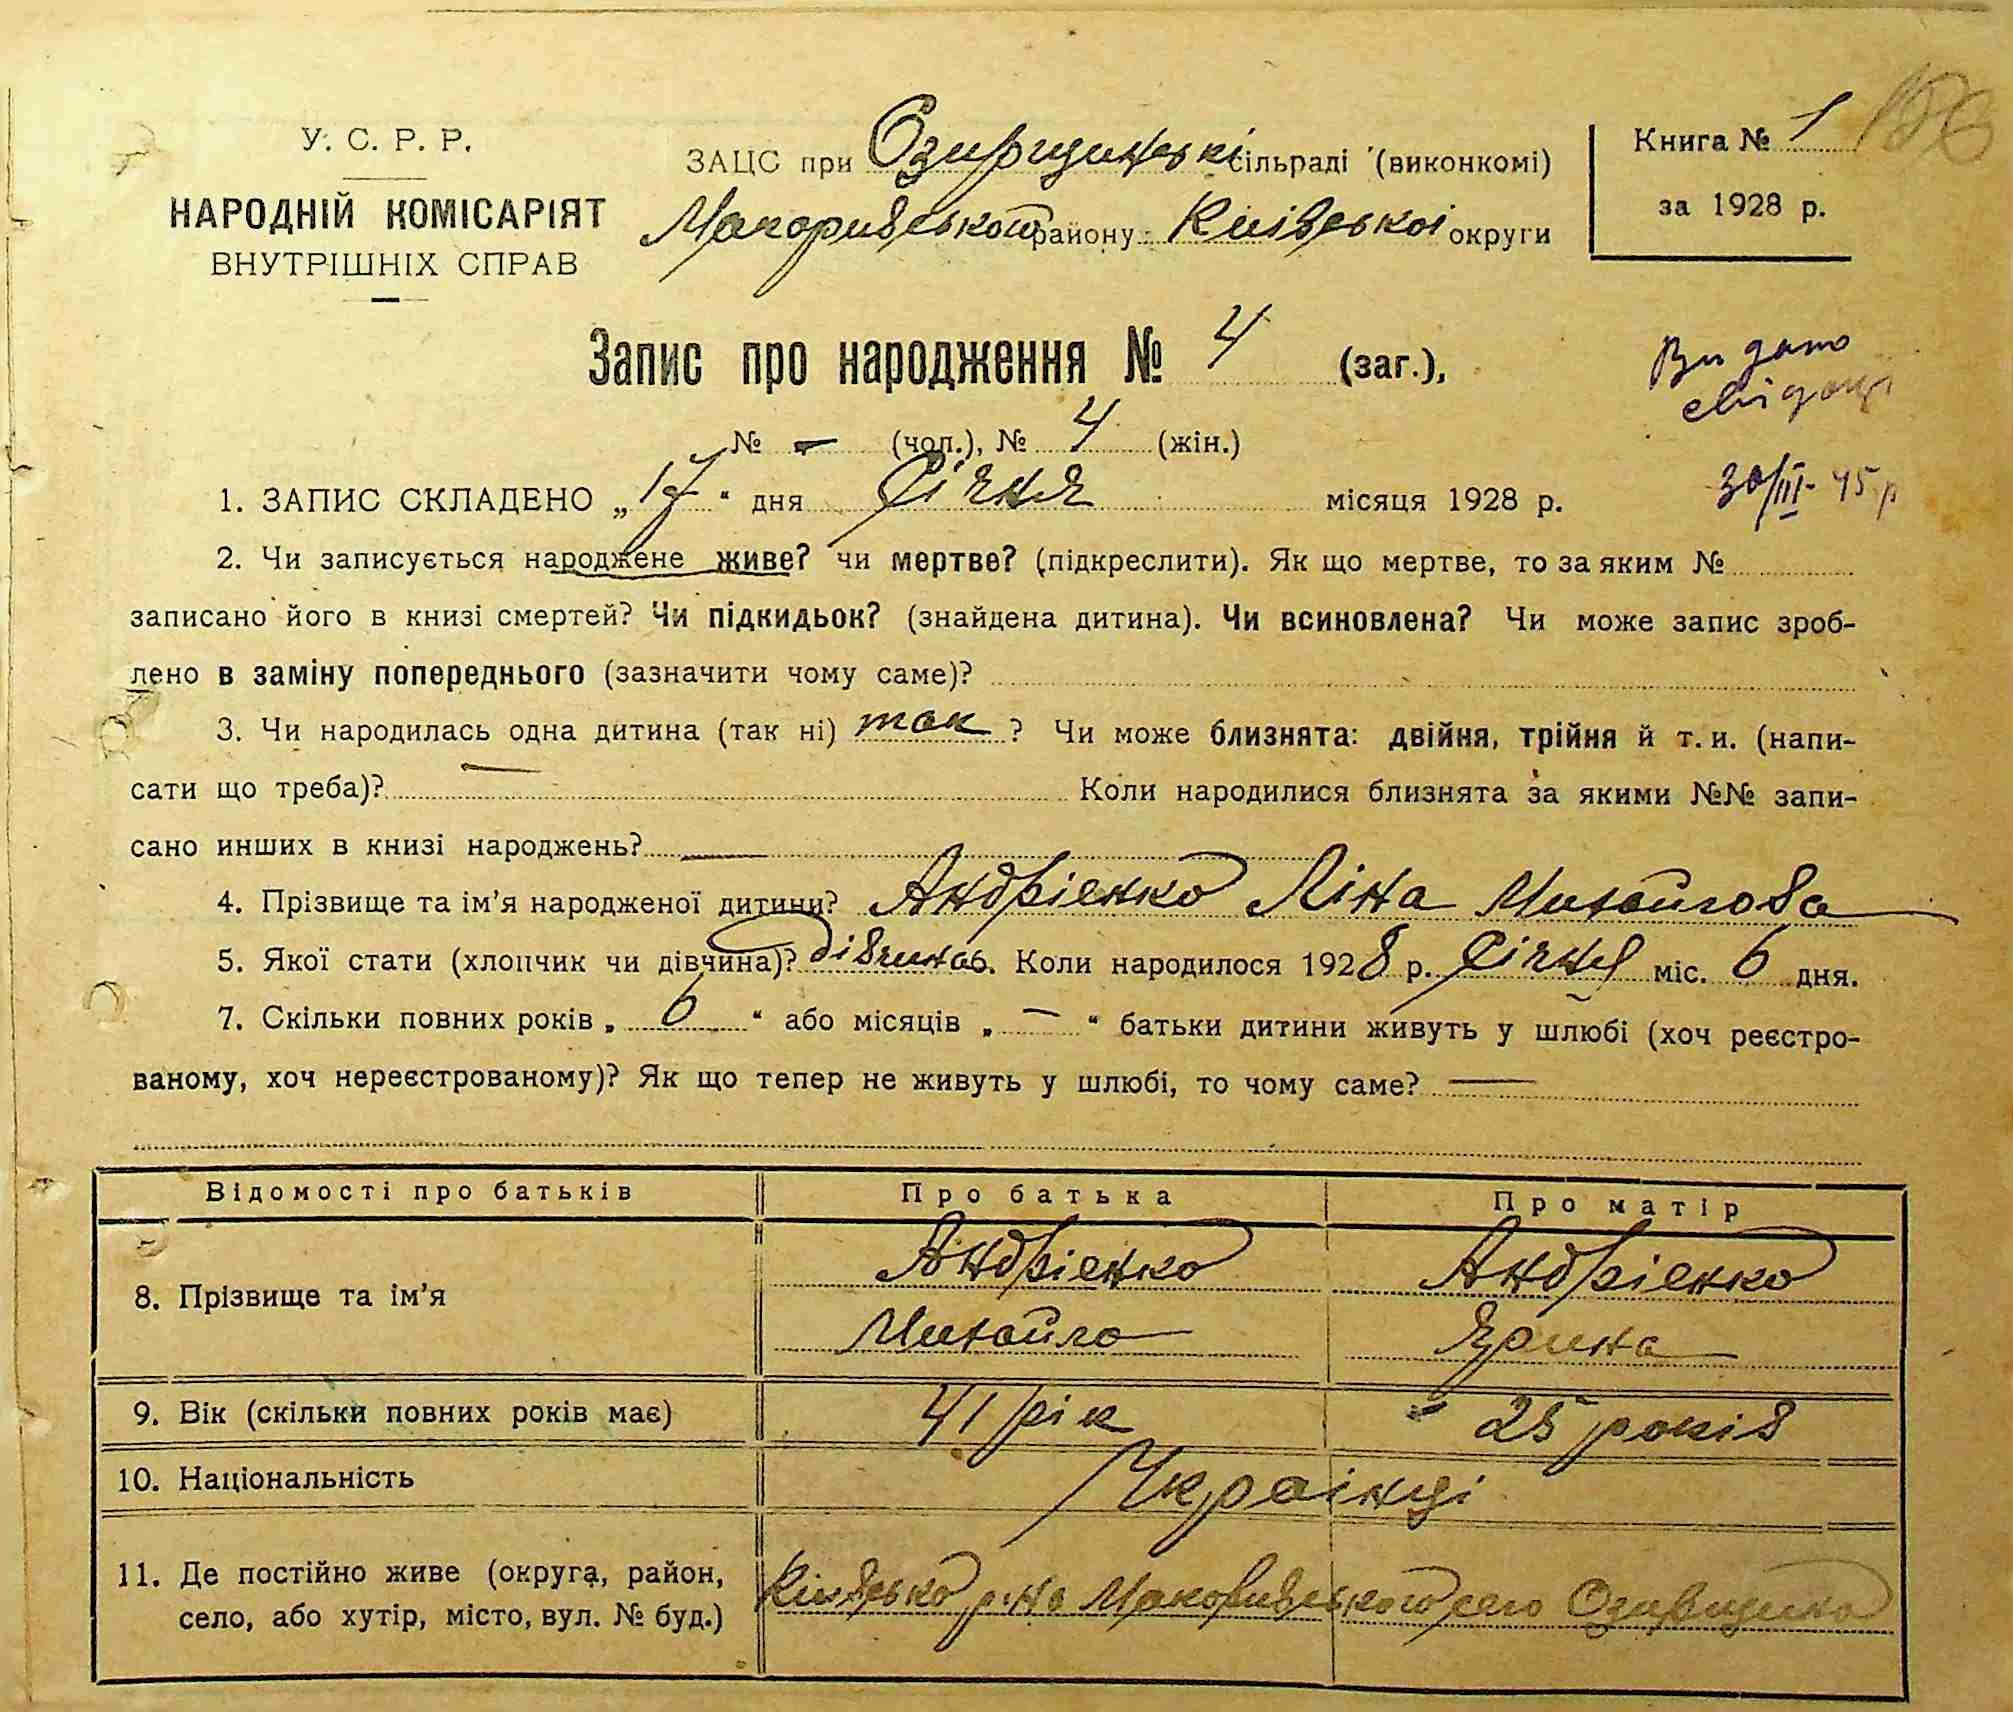 У. С. Р. Р.
НАРОДНІЙ КОМІСАРІЯТ
ВНУТРІШНІХ СПРАВ
ЗАЦС при Озирщинські сільраді (виконкомі)
Макаривського району Київської округи
Книга № 1
за 1928 р.
Запис про народження № 4 (заг.),
№ - (чол.), № 4 (жін.)
Видано
30/III-45 р
1. ЗАПИС СКЛАДЕНО „17“ дня Січня місяця 1928 р.
2. Чи записується народжене живе? чи мертве? (підкреслити). Як що мертве, то за яким №
записано його в книзі смертей? Чи підкидьок? (знайдена дитина). Чи всиновлена? Чи може запис зроб-
лено в заміну попереднього (зазначити чому саме)?
3. Чи народилась одна дитина (так ні) так ? Чи може близнята: двійня, трійня й т. и. (напи-
сати що треба)? — Коли народилися близнята за якими №№ запи-
сано инших в книзі народжень? —
4. Прізвище та ім’я народженої дитини? Андрієнко Ліна Михайлова
5. Якої стати (хлопчик чи дівчина)? дівчина. Коли народилося 1928 р. Січня міс. 6 дня.
7. Скільки повних років „ 6 “ або місяців „ — “ батьки дитини живуть у шлюбі (хоч реєстро-
ваному, хоч нереєстрованому)? Як що тепер не живуть у шлюбі, то чому саме? —
Відомості про батьків Про батька Про матір
8. Прізвище та ім’я Андрієнко Андрієнко
Михайло Ярина
9. Вік (скільки повних років має) 41 рік 25 років
10. Національність Українці
11. Де постійно живе (округа, район,
село, або хутір, місто, вул. № буд.) Київсько р-на Макаривського село Озирщина